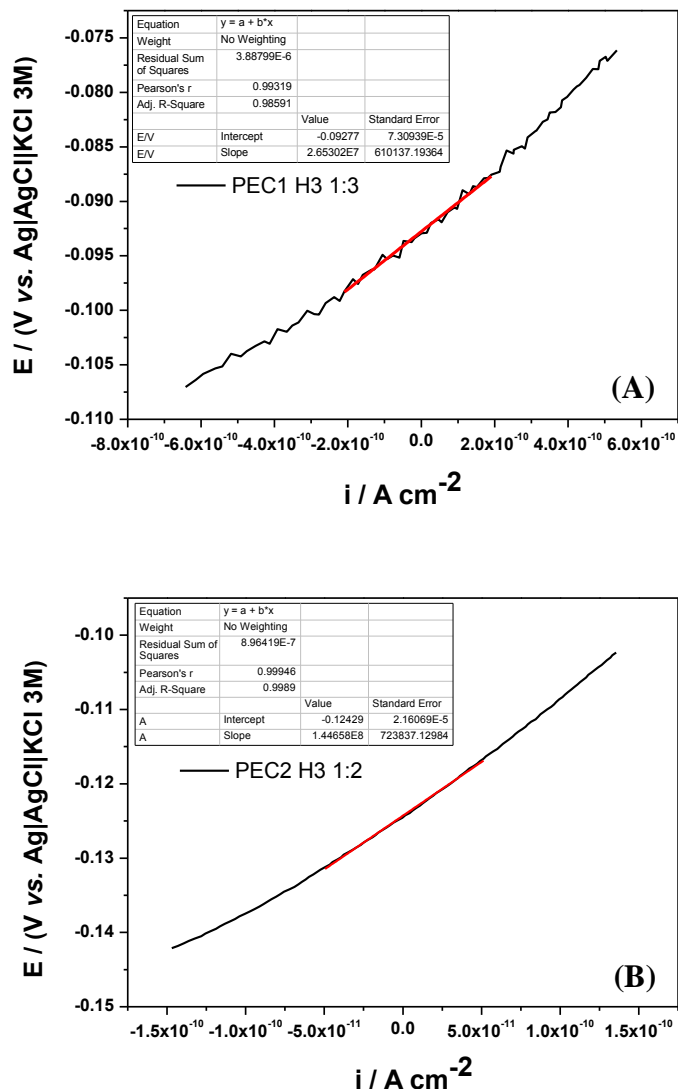 Equation y = a + b*x
Weight No Weighting
Residual Sum of Squares 3.88799E-6
Pearson's r 0.99319
Adj. R-Square 0.98591
Value Standard Error
E/V Intercept -0.09277 7.30939E-5
E/V Slope 2.65302E7 610137.19364
PEC1 H3 1:3
-0.075
-0.080
-0.085
-0.090
-0.095
-0.100
-0.105
-0.110
E / (V vs. Ag|AgCl|KCl 3M)
(A)
-8.0x10⁻¹⁰ -6.0x10⁻¹⁰ -4.0x10⁻¹⁰ -2.0x10⁻¹⁰ 0.0 2.0x10⁻¹⁰ 4.0x10⁻¹⁰ 6.0x10⁻¹⁰
i / A cm⁻²
Equation y = a + b*x
Weight No Weighting
Residual Sum of Squares 8.96419E-7
Pearson's r 0.99946
Adj. R-Square 0.9989
Value Standard Error
A Intercept -0.12429 2.16069E-5
A Slope 1.44658E8 723837.12984
PEC2 H3 1:2
-0.10
-0.11
-0.12
-0.13
-0.14
-0.15
E / (V vs. Ag|AgCl|KCl 3M)
(B)
-1.5x10⁻¹⁰ -1.0x10⁻¹⁰ -5.0x10⁻¹¹ 0.0 5.0x10⁻¹¹ 1.0x10⁻¹⁰ 1.5x10⁻¹⁰
i / A cm⁻²